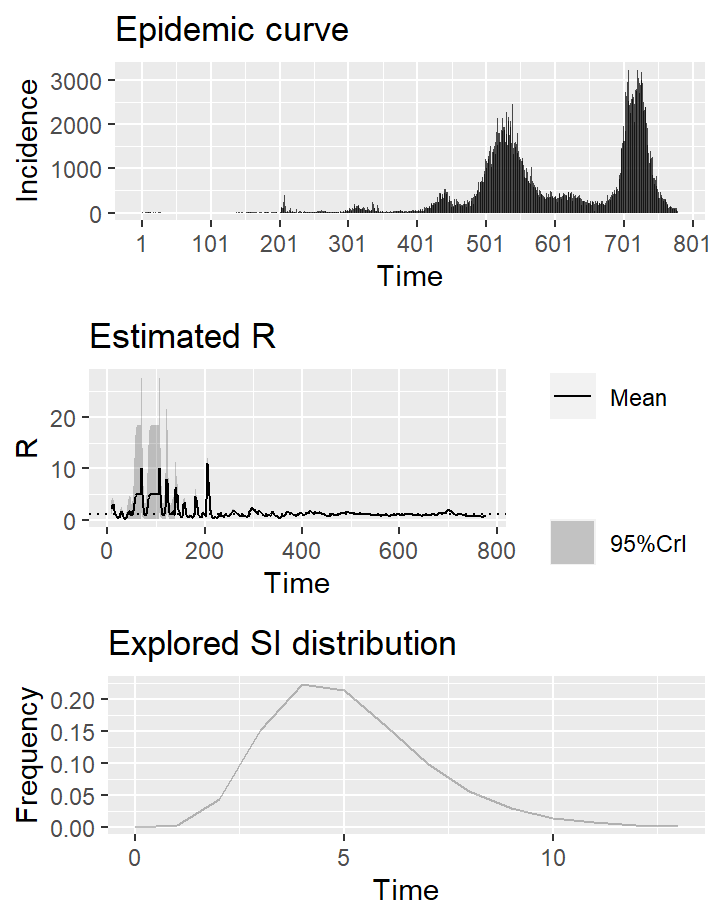 Epidemic curve
Incidence
3000
2000
1000
0
1 101 201 301 401 501 601 701 801
Time
Estimated R
R
20
10
0
0 200 400 600 800
Time
Mean
95%CrI
Explored SI distribution
Frequency
0.20
0.15
0.10
0.05
0.00
0 5 10
Time